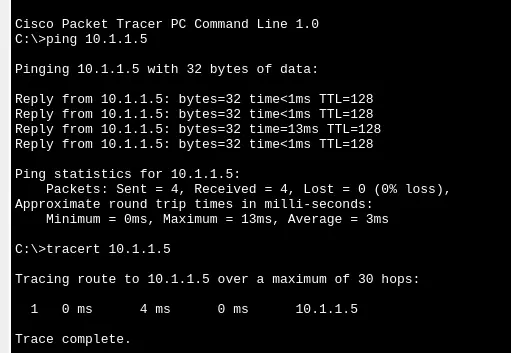 Cisco Packet Tracer PC Command Line 1.0
C:\>ping 10.1.1.5
Pinging 10.1.1.5 with 32 bytes of data:
Reply from 10.1.1.5: bytes=32 time<1ms TTL=128
Reply from 10.1.1.5: bytes=32 time<1ms TTL=128
Reply from 10.1.1.5: bytes=32 time=13ms TTL=128
Reply from 10.1.1.5: bytes=32 time<1ms TTL=128
Ping statistics for 10.1.1.5:
    Packets: Sent = 4, Received = 4, Lost = 0 (0% loss),
Approximate round trip times in milli-seconds:
    Minimum = 0ms, Maximum = 13ms, Average = 3ms
C:\>tracert 10.1.1.5
Tracing route to 10.1.1.5 over a maximum of 30 hops:
  1   0 ms      4 ms      0 ms      10.1.1.5
Trace complete.